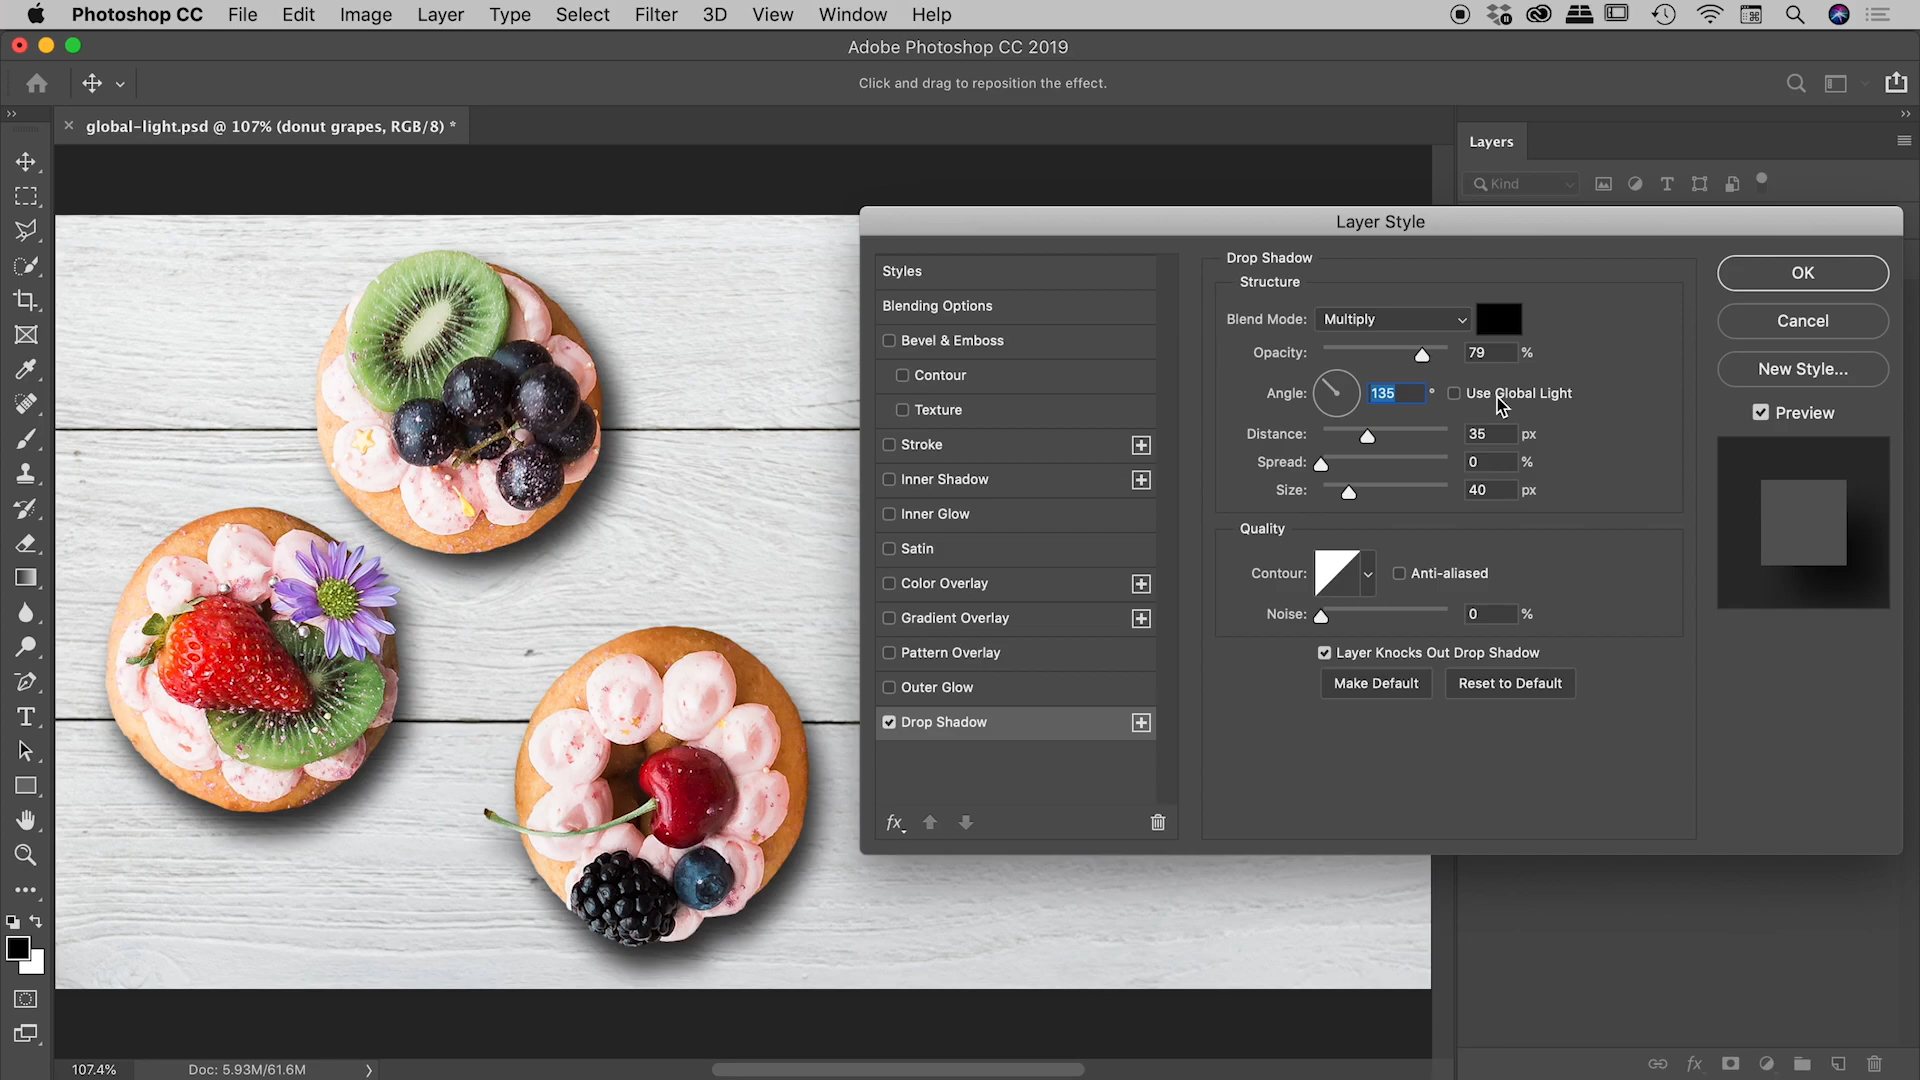 Photoshop CC File Edit Image Layer Type Select Filter 3D View Window Help
Adobe Photoshop CC 2019
Click and drag to reposition the effect.
global-light.psd @ 107% (donut grapes, RGB/8) *
Layers
Kind
Layer Style
Styles
Blending Options
Bevel & Emboss
Contour
Texture
Stroke
Inner Shadow
Inner Glow
Satin
Color Overlay
Gradient Overlay
Pattern Overlay
Outer Glow
Drop Shadow
fx
Drop Shadow
Structure
Blend Mode: Multiply
Opacity: 79 %
Angle: 135 ° Use Global Light
Distance: 35 px
Spread: 0 %
Size: 40 px
Quality
Contour: Anti-aliased
Noise: 0 %
Layer Knocks Out Drop Shadow
Make Default Reset to Default
OK
Cancel
New Style...
Preview
107.4% Doc: 5.93M/61.6M
fx